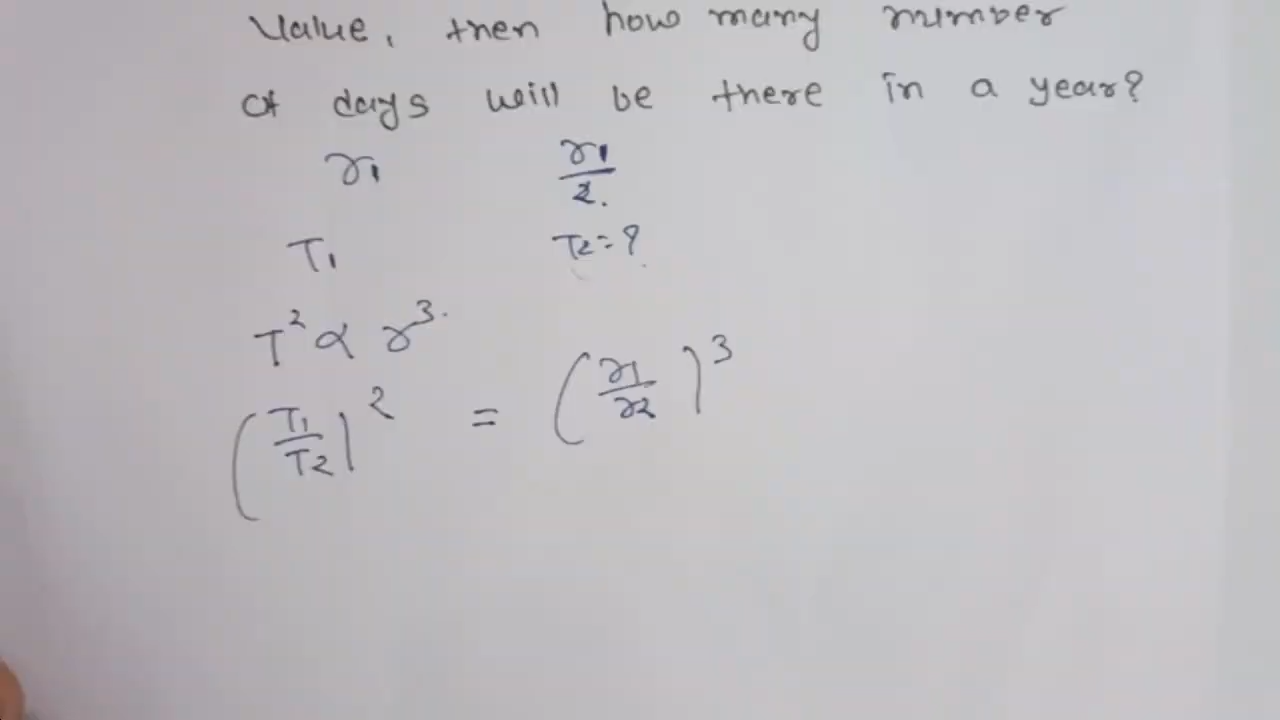 Value, then how many number
of days will be there in a year?
r1 r1/2.
T1 T2=?
T² ∝ r³.
(T1/T2)² = (r1/r2)³